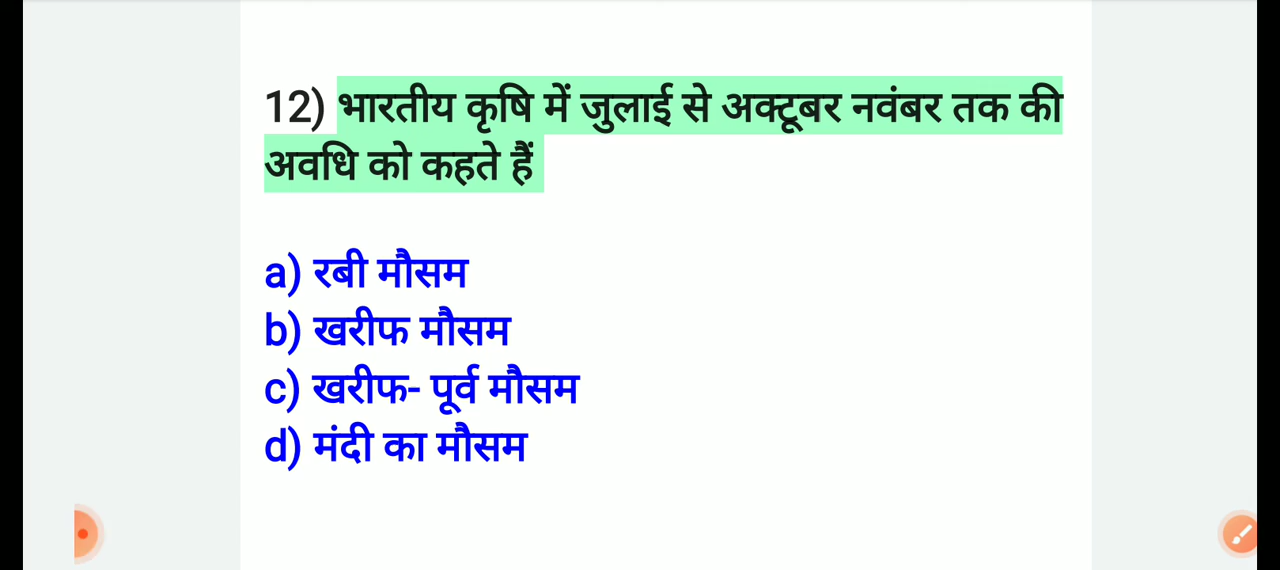 12) भारतीय कृषि में जुलाई से अक्टूबर नवंबर तक की
अवधि को कहते हैं
a) रबी मौसम
b) खरीफ मौसम
c) खरीफ- पूर्व मौसम
d) मंदी का मौसम